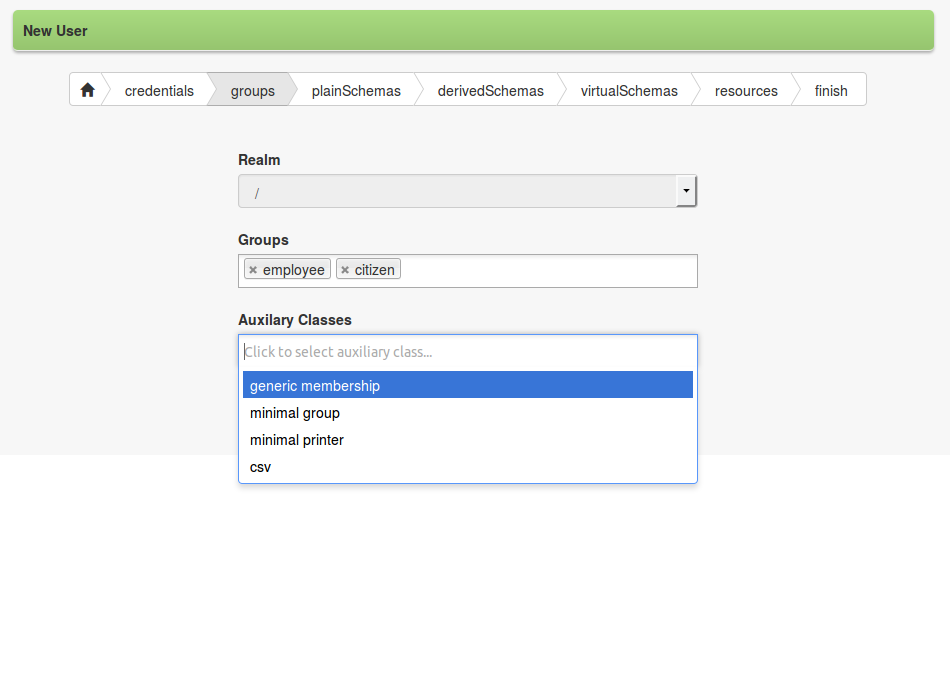 New User
credentials groups plainSchemas derivedSchemas virtualSchemas resources finish
Realm
/
Groups
× employee × citizen
Auxilary Classes
Click to select auxiliary class...
generic membership
minimal group
minimal printer
csv